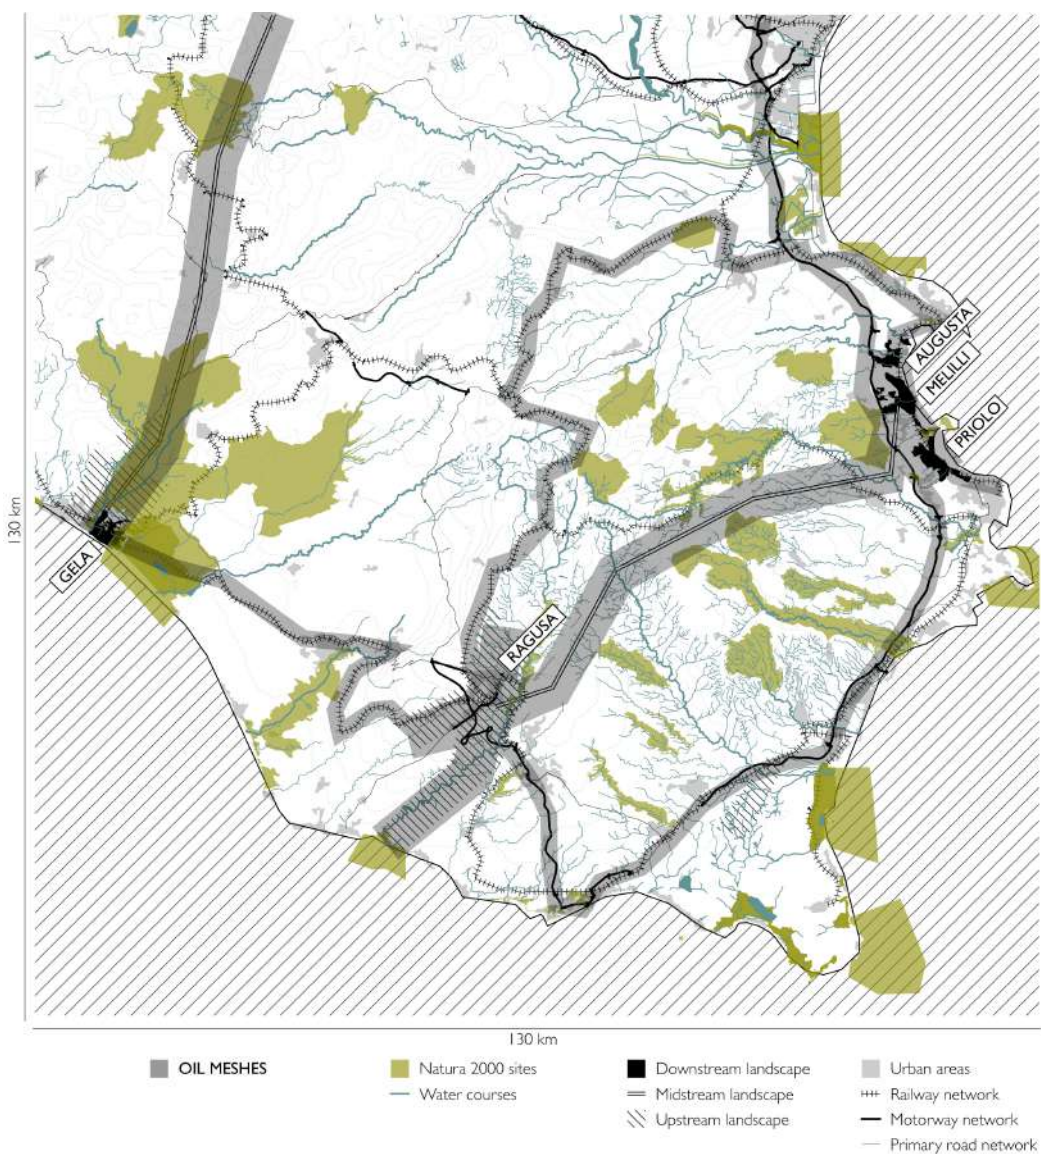 AUGUSTA
MELILLI
PRIOLO
130 km
GELA
RAGUSA
130 km
OIL MESHES
Natura 2000 sites
Water courses
Downstream landscape
Midstream landscape
Upstream landscape
Urban areas
Railway network
Motorway network
Primary road network